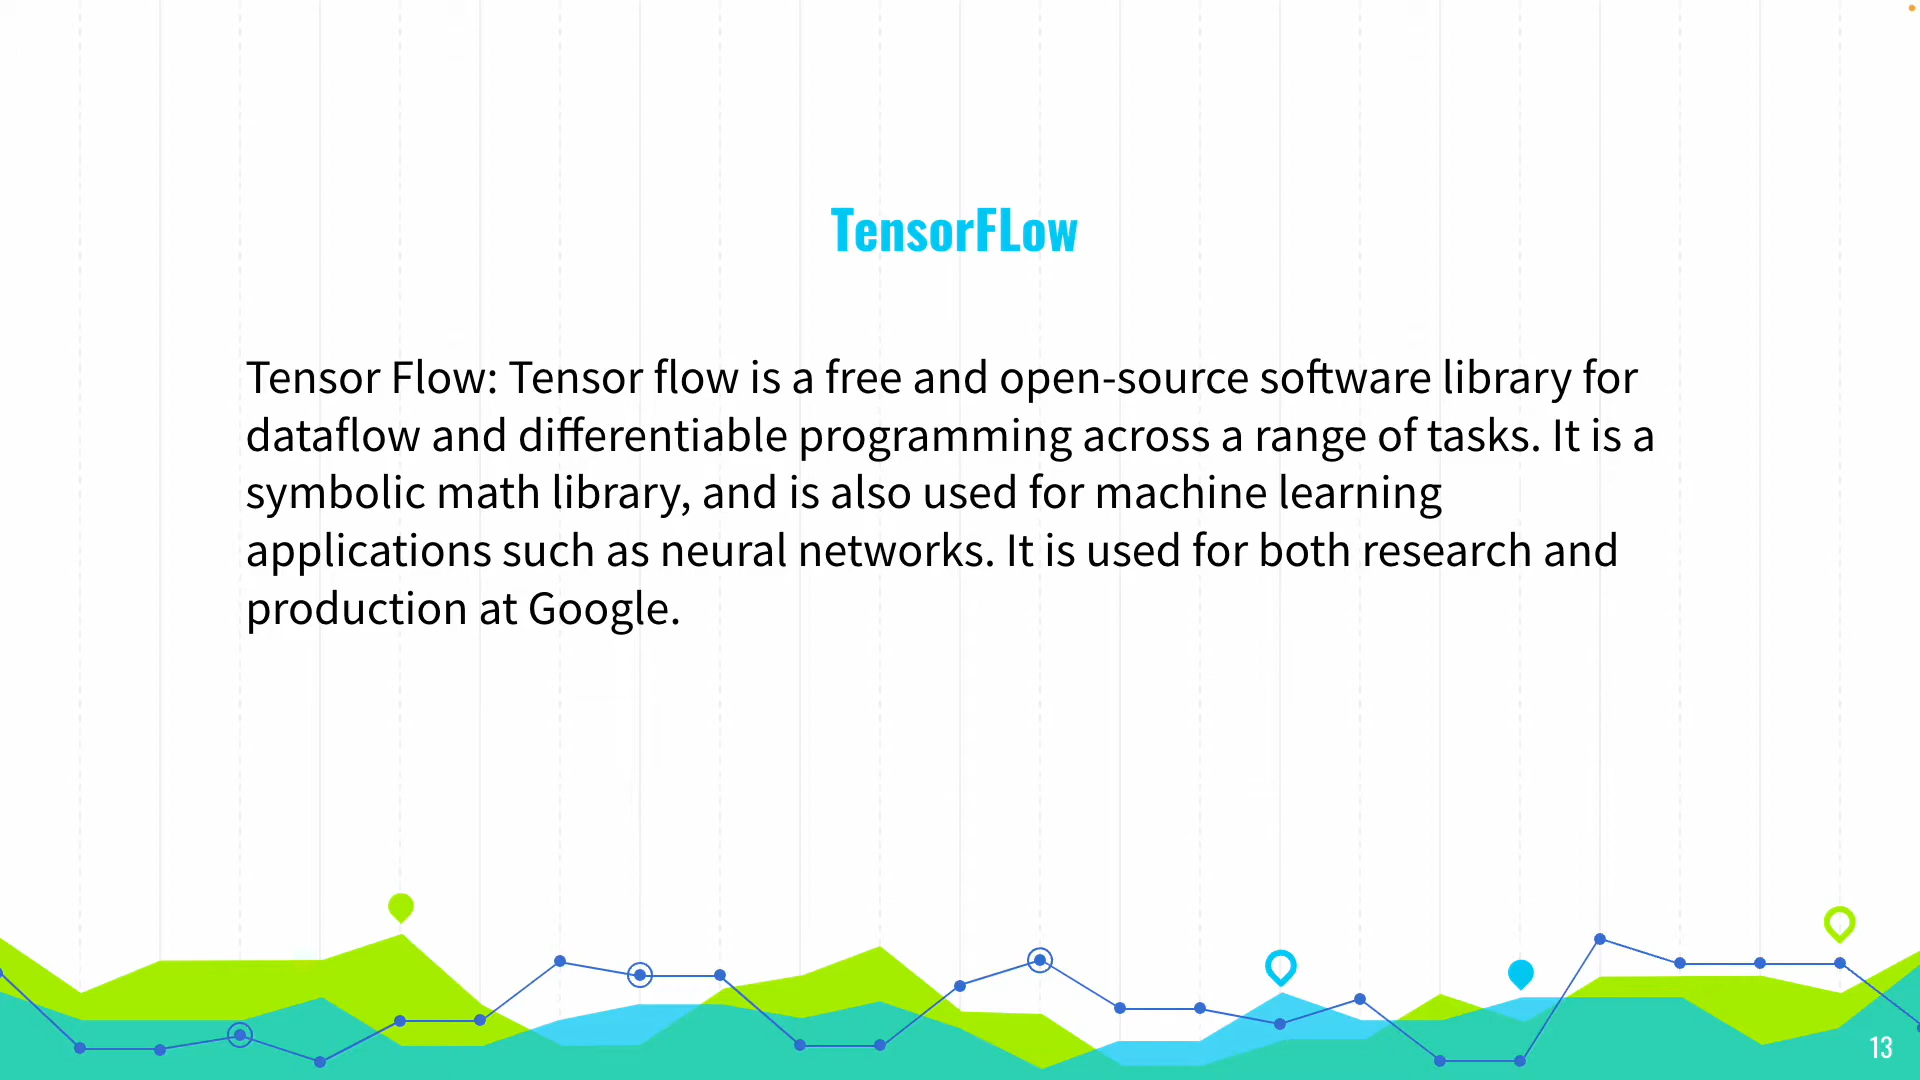 TensorFLow
Tensor Flow: Tensor flow is a free and open-source software library for
dataflow and differentiable programming across a range of tasks. It is a
symbolic math library, and is also used for machine learning
applications such as neural networks. It is used for both research and
production at Google.
13